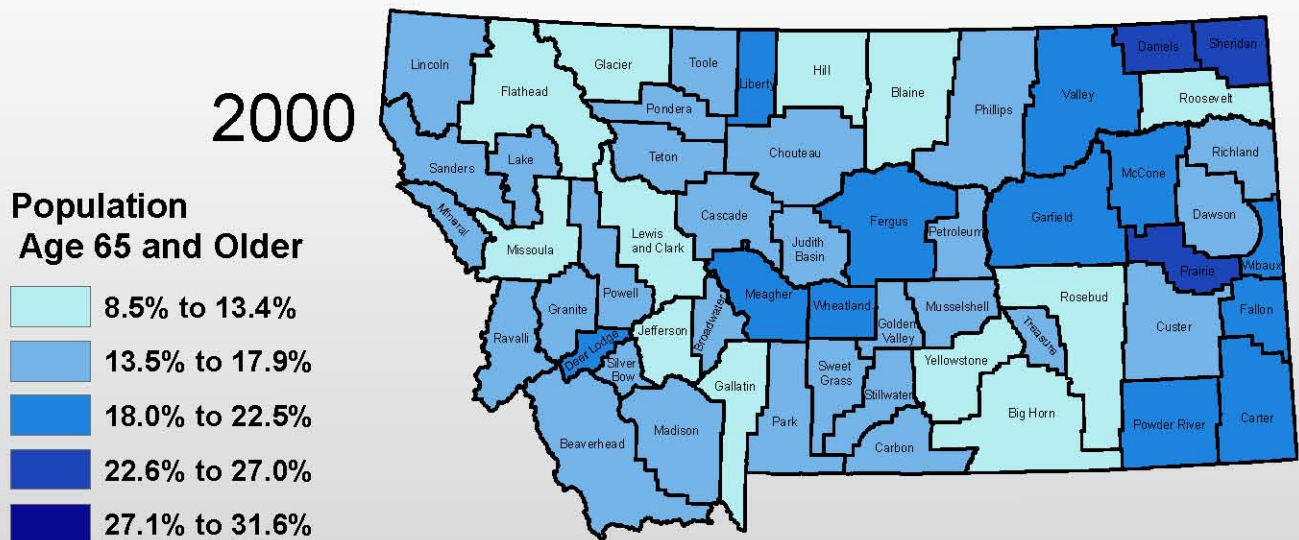 2000
Population
Age 65 and Older
8.5% to 13.4%
13.5% to 17.9%
18.0% to 22.5%
22.6% to 27.0%
27.1% to 31.6%
Lincoln
Flathead
Glacier
Toole
Liberty
Hill
Blaine
Phillips
Valley
Daniels
Sheridan
Roosevelt
Pondera
Teton
Chouteau
Sanders
Lake
Mineral
Missoula
Powell
Lewis
and Clark
Cascade
Judith
Basin
Fergus
Petroleum
Garfield
McCone
Richland
Dawson
Wibaux
Prairie
Ravalli
Granite
Deer Lodge
Silver
Bow
Jefferson
Broadwater
Meagher
Wheatland
Golden
Valley
Musselshell
Treasure
Rosebud
Custer
Fallon
Beaverhead
Madison
Gallatin
Park
Sweet
Grass
Stillwater
Carbon
Yellowstone
Big Horn
Powder River
Carter